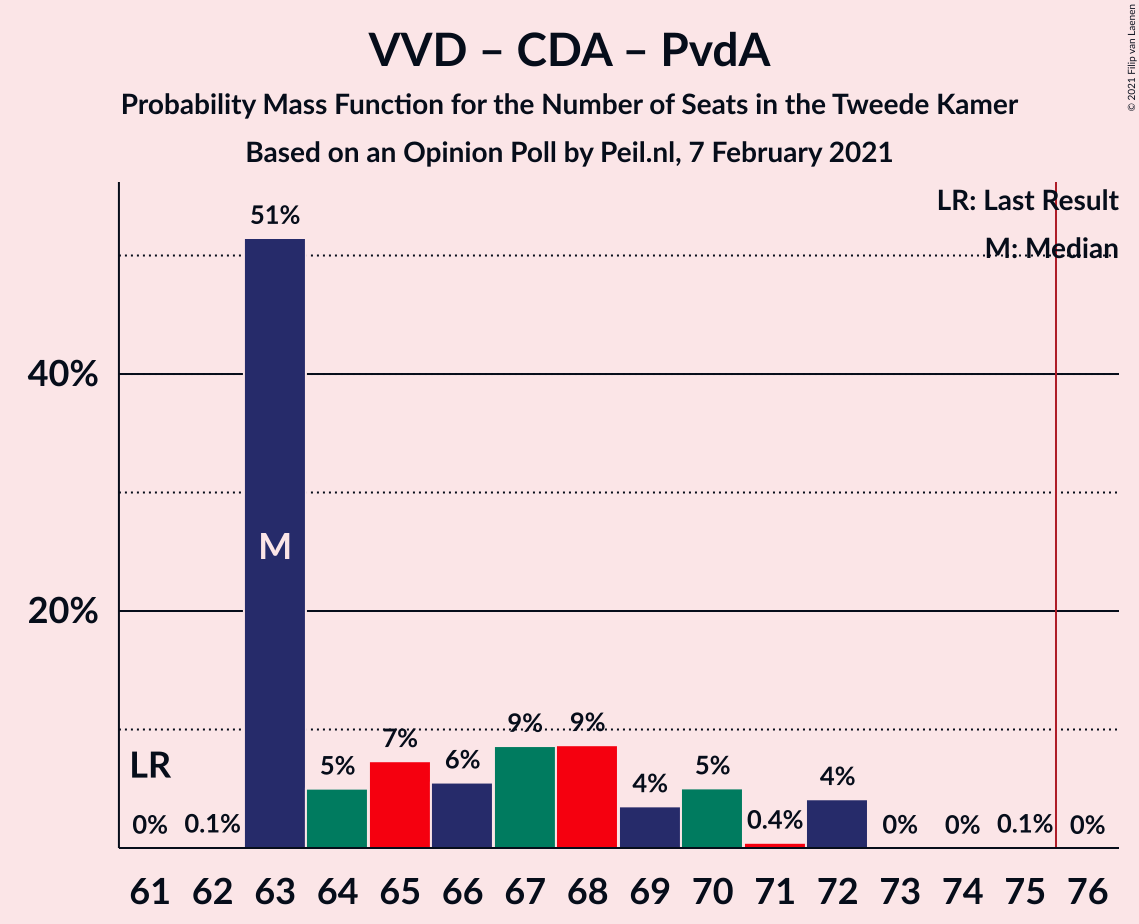 VVD – CDA – PvdA
Probability Mass Function for the Number of Seats in the Tweede Kamer
Based on an Opinion Poll by Peil.nl, 7 February 2021
© 2021 Filip van Laenen
LR: Last Result
M: Median
51%
40%
20%
M
LR
0% 0.1% 5% 7% 6% 9% 9% 4% 5% 0.4% 4% 0% 0% 0.1% 0%
61 62 63 64 65 66 67 68 69 70 71 72 73 74 75 76